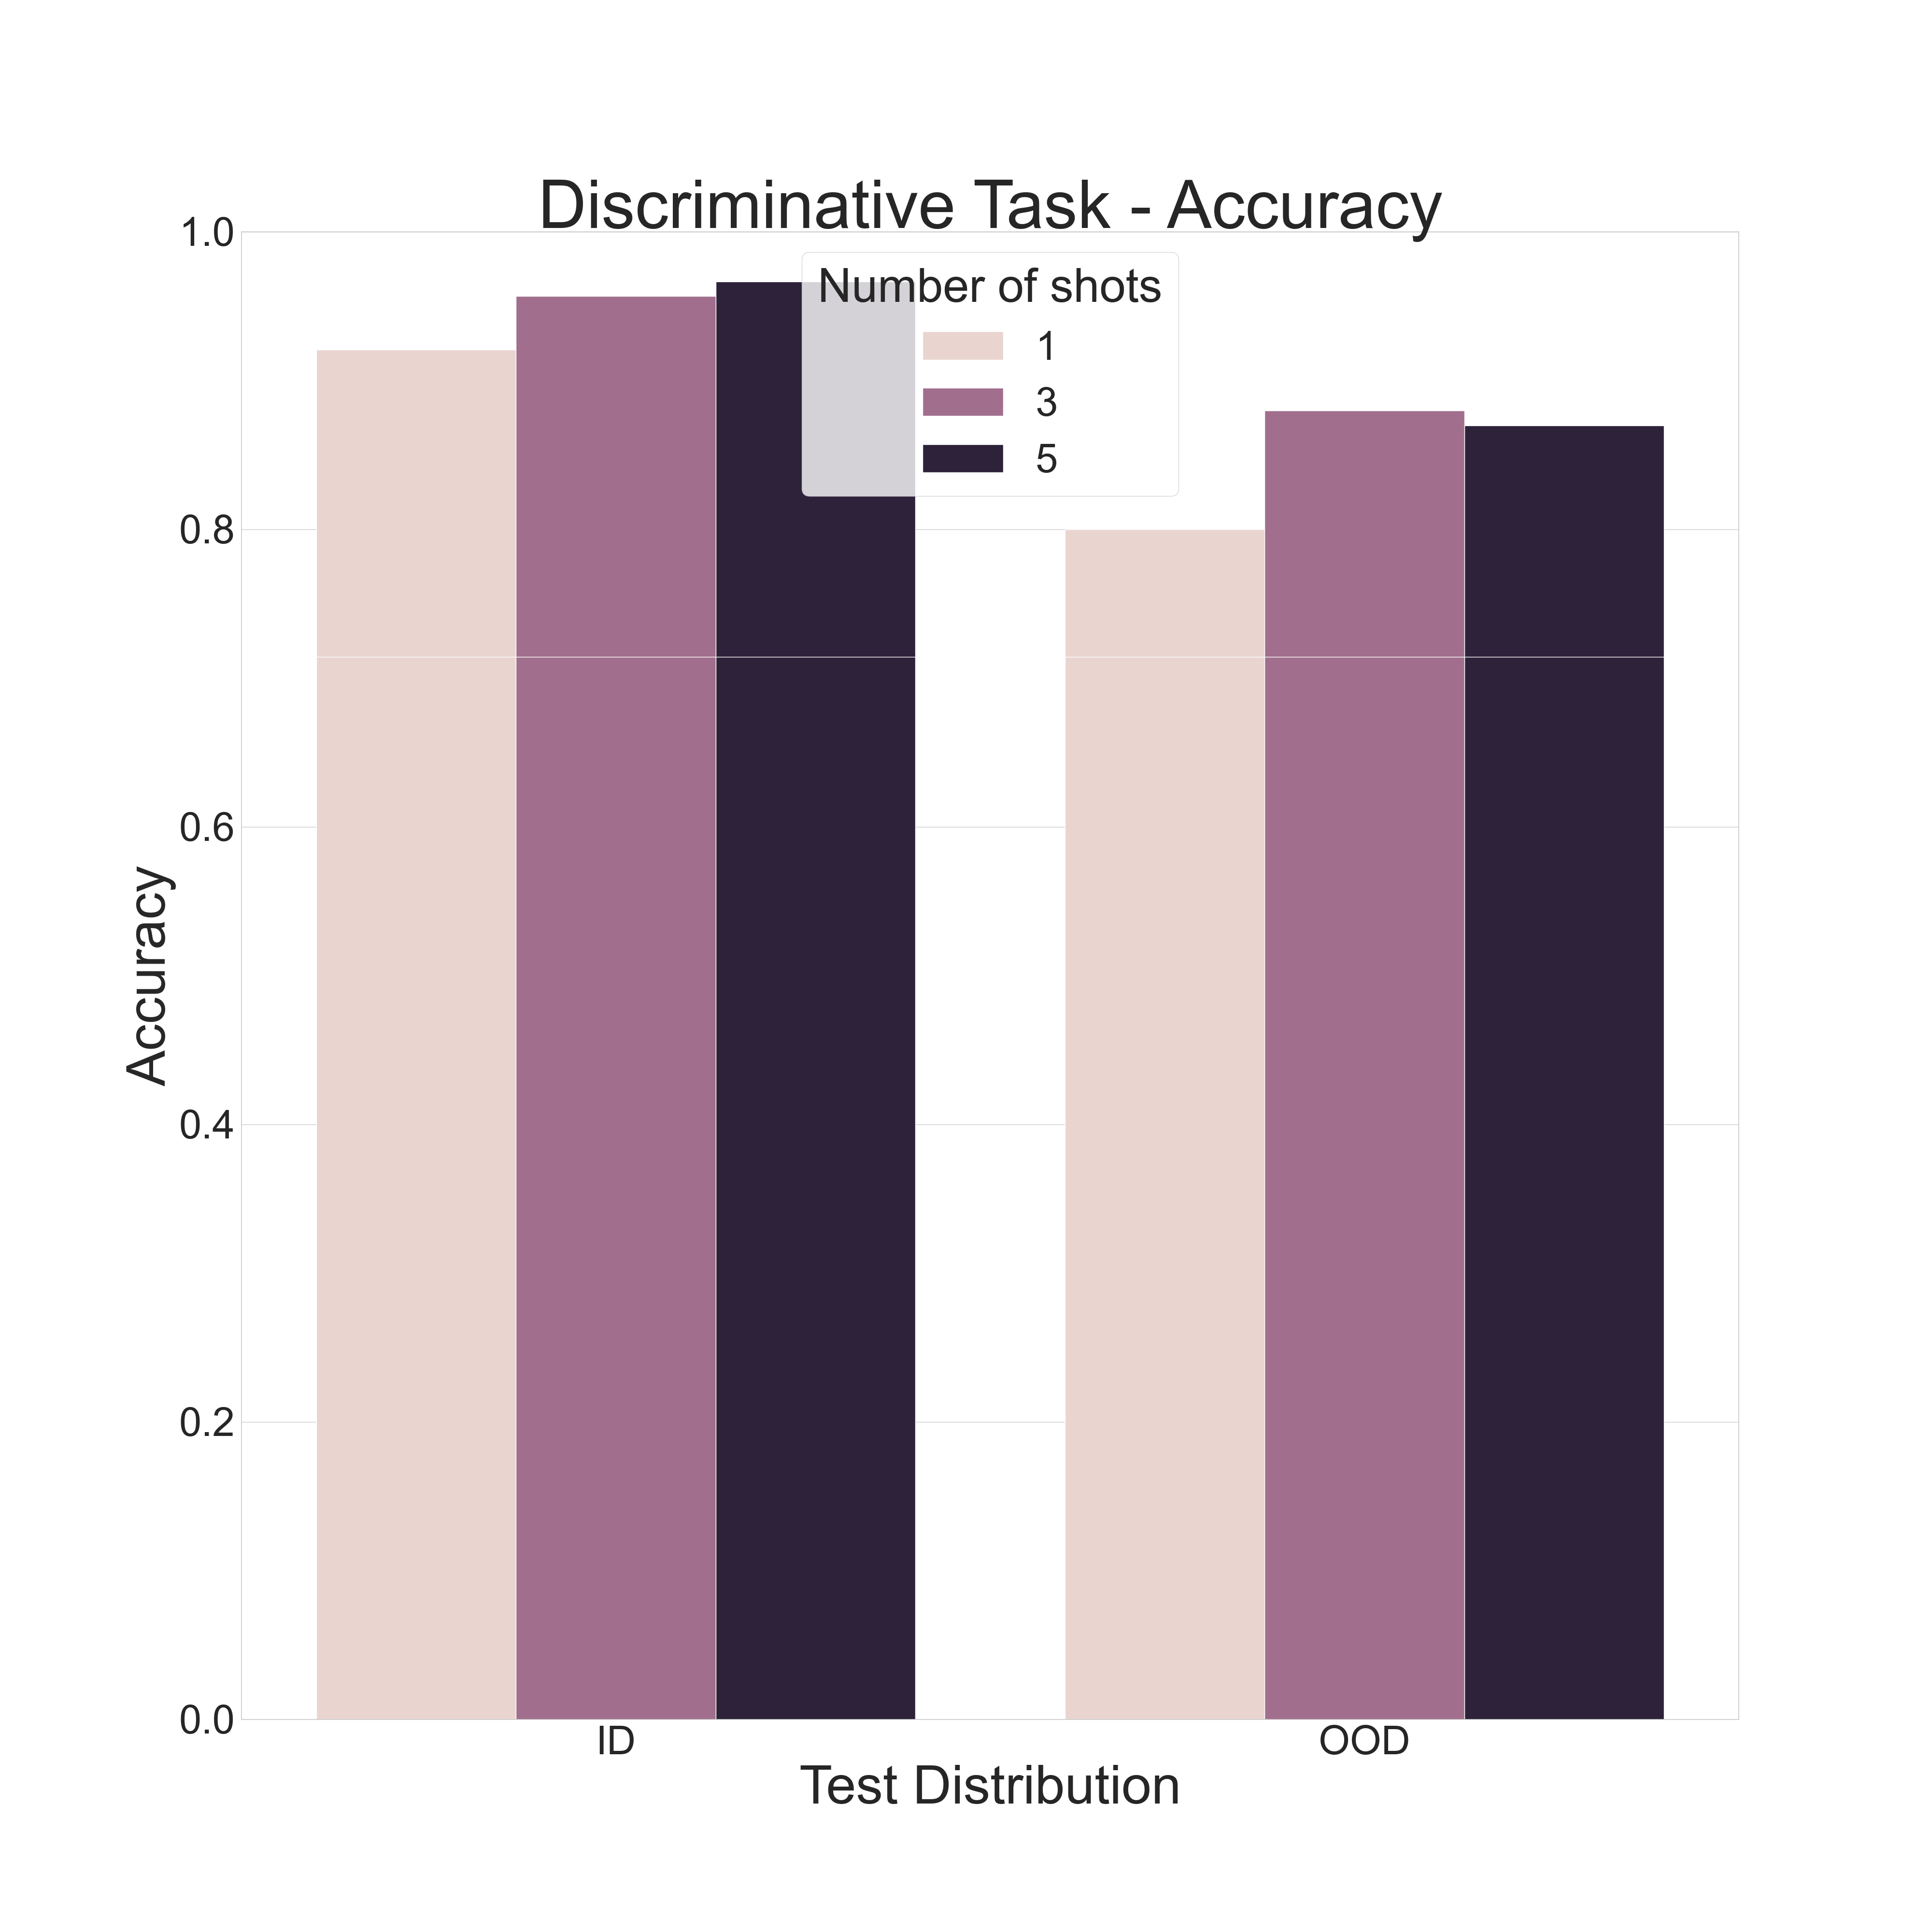 Discriminative Task - Accuracy
1.0
Number of shots
1
3
5
0.8
0.6
Accuracy
0.4
0.2
0.0
ID
OOD
Test Distribution